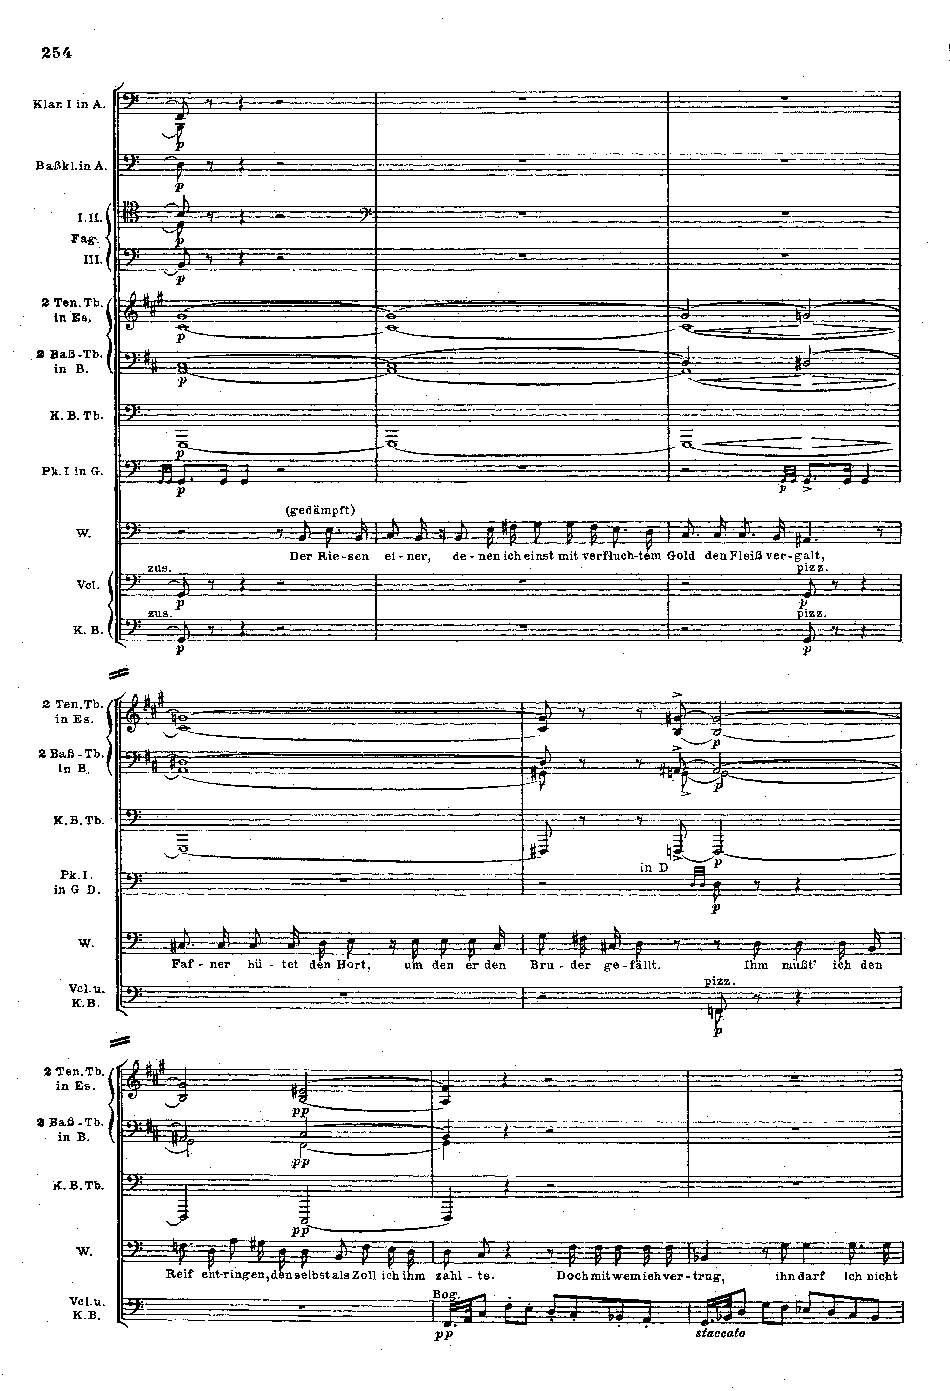 254
Klar. I in A.
p
Baßkl. in A.
p
I.II.
p
Fag.
III.
p
2 Ten. Tb.
in Es.
p
2 Baß-Tb.
in B.
p
K. B. Tb.
p
Pk. I in G.
p p
(gedämpft)
W.
Der Rie-sen ei-ner, de-nen ich einst mit verfluch-tem Gold den Fleiß ver-galt,
zus. pizz.
Vcl.
p p
zus. pizz.
K. B.
p p
2 Ten. Tb.
in Es.
p
2 Baß-Tb.
in B.
p
K. B. Tb.
p
in D
Pk. I.
in G D.
p
W.
Faf-ner hü-tet den Hort, um den er den Bru-der ge-fällt. Ihm müßt' ich den
pizz.
Vcl. u.
K. B.
p
2 Ten. Tb.
in Es.
pp
2 Baß-Tb.
in B.
pp
K. B. Tb.
pp
W.
Reif ent-ringen, den selbst als Zoll ich ihm zahl-te. Doch mit wem ich ver-trug, ihn darf ich nicht
Bog.
Vcl. u.
K. B.
pp staccato